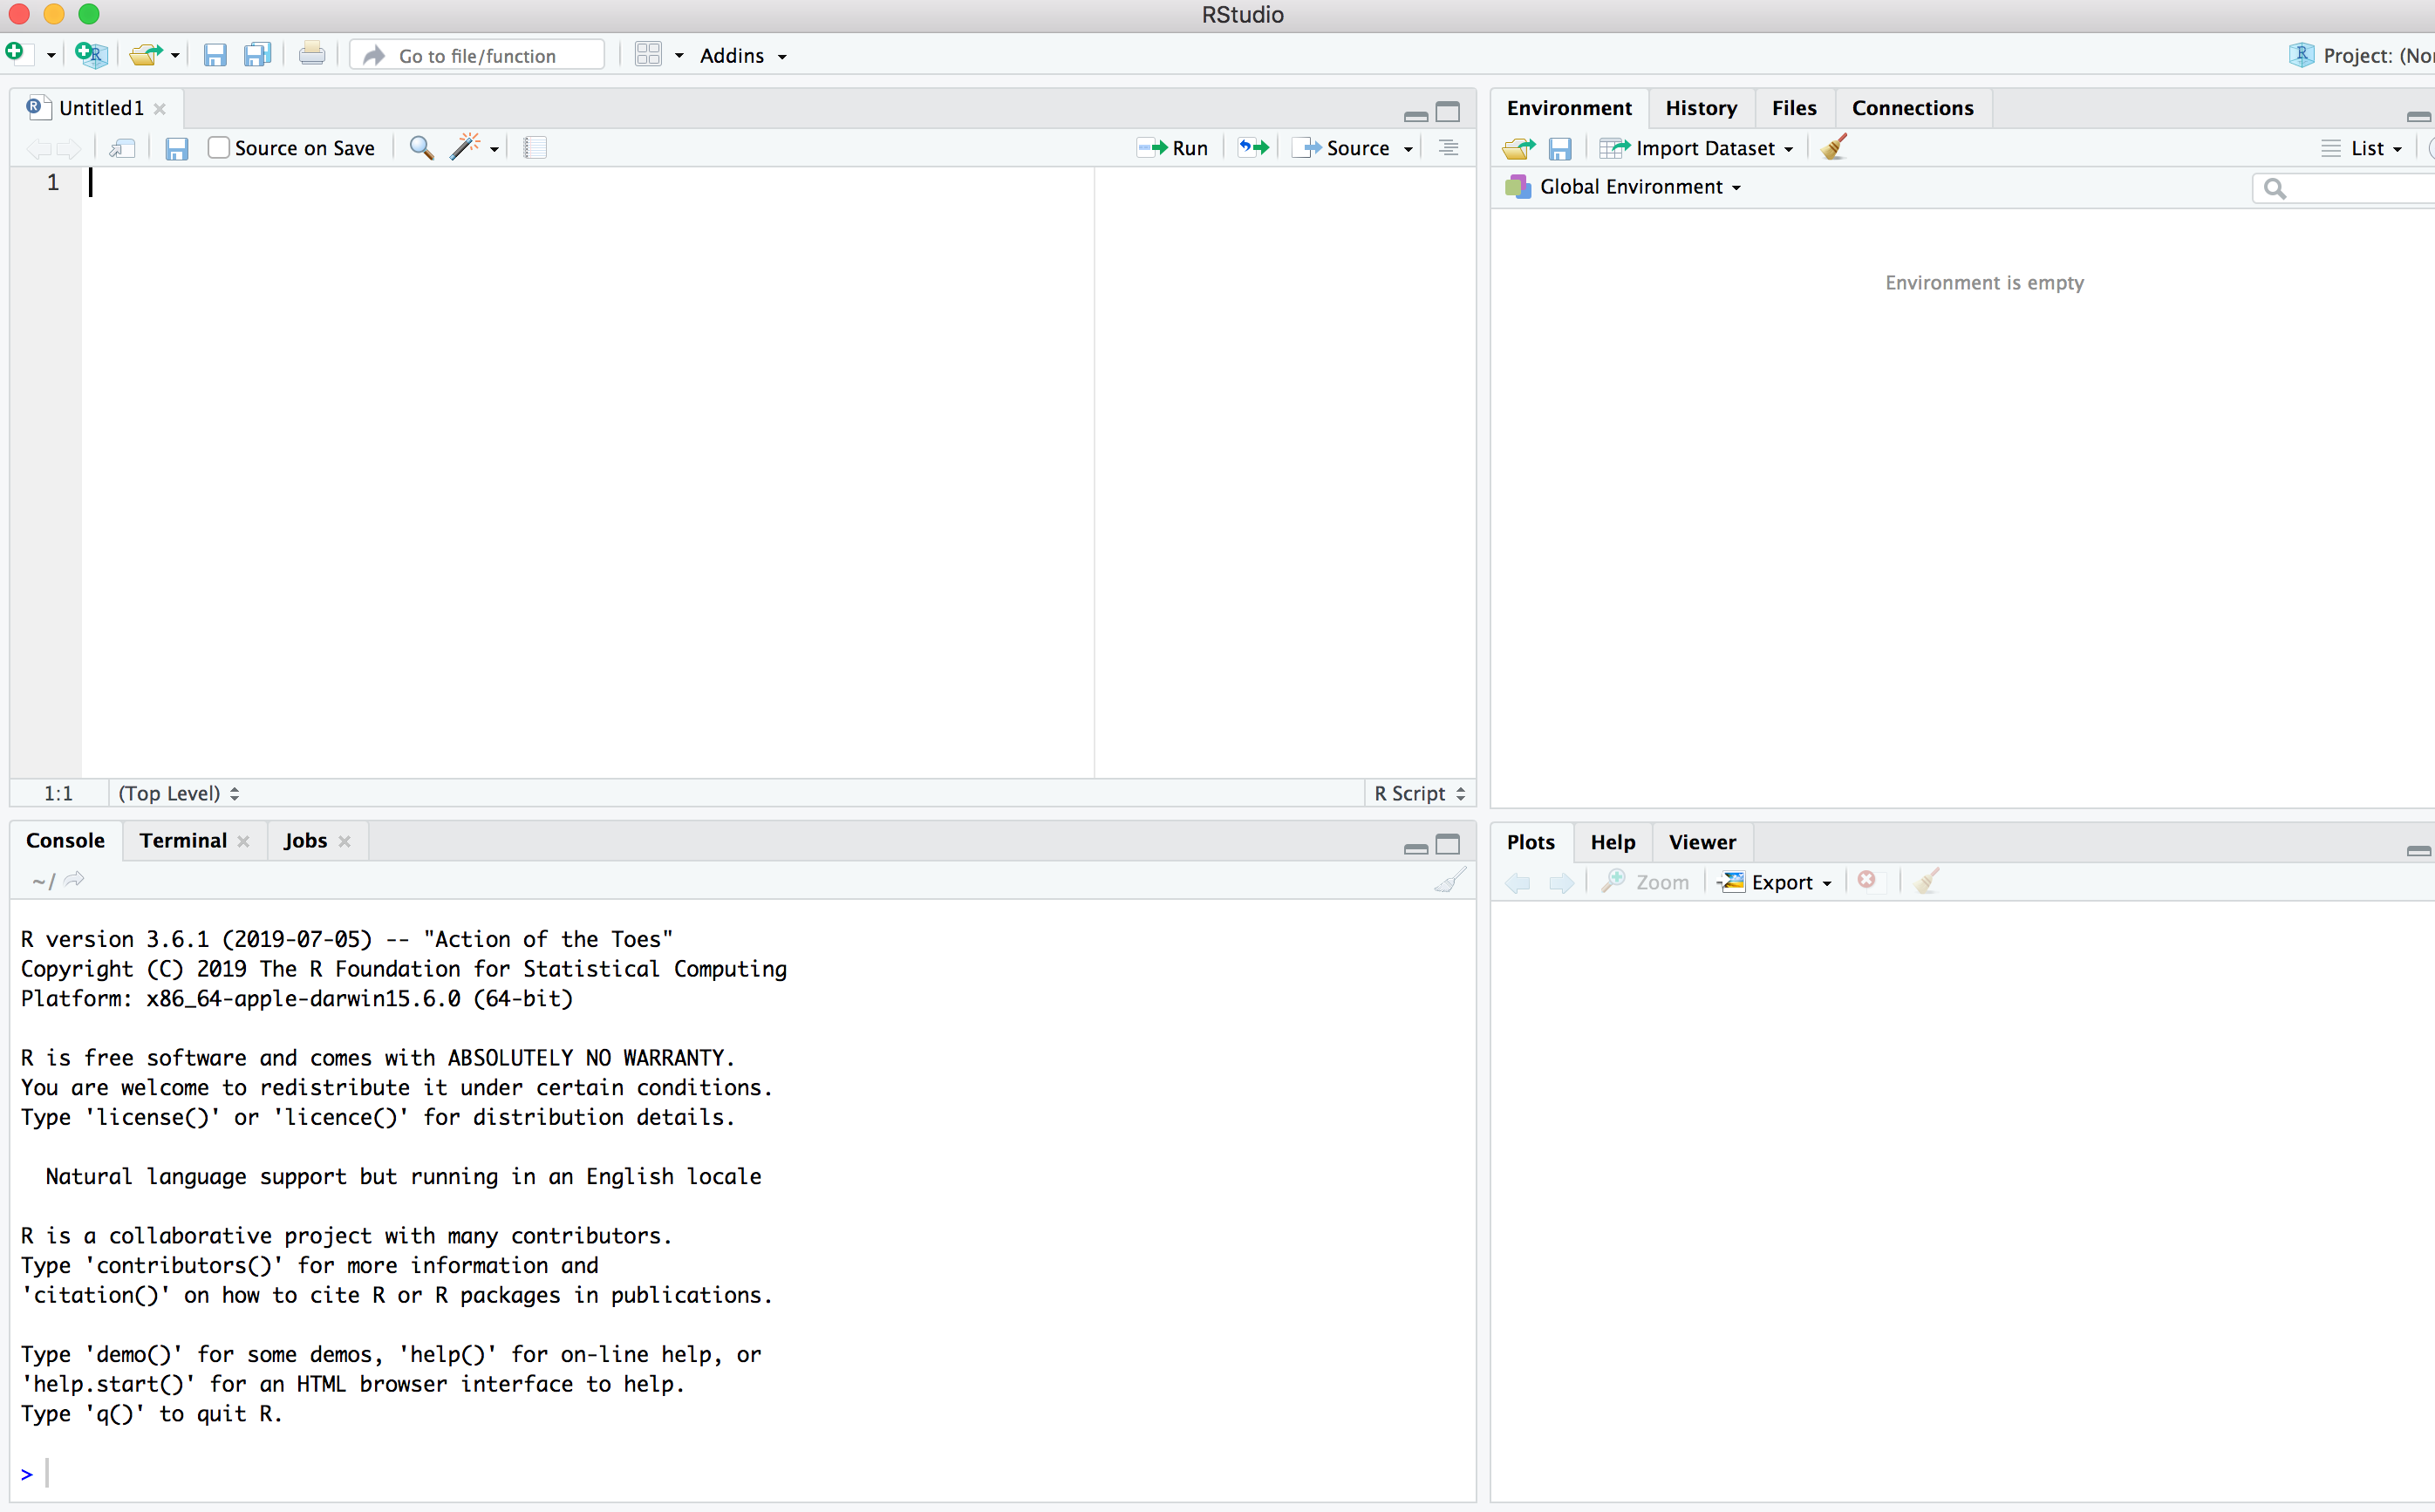 RStudio
Go to file/function
Addins
Project: (Nor
Untitled1
Source on Save
Run
Source
1
1:1
(Top Level)
R Script
Environment History Files Connections
Import Dataset
List
Global Environment
Environment is empty
Console Terminal Jobs
~/
R version 3.6.1 (2019-07-05) -- "Action of the Toes"
Copyright (C) 2019 The R Foundation for Statistical Computing
Platform: x86_64-apple-darwin15.6.0 (64-bit)
R is free software and comes with ABSOLUTELY NO WARRANTY.
You are welcome to redistribute it under certain conditions.
Type 'license()' or 'licence()' for distribution details.
Natural language support but running in an English locale
R is a collaborative project with many contributors.
Type 'contributors()' for more information and
'citation()' on how to cite R or R packages in publications.
Type 'demo()' for some demos, 'help()' for on-line help, or
'help.start()' for an HTML browser interface to help.
Type 'q()' to quit R.
>
Plots Help Viewer
Zoom
Export